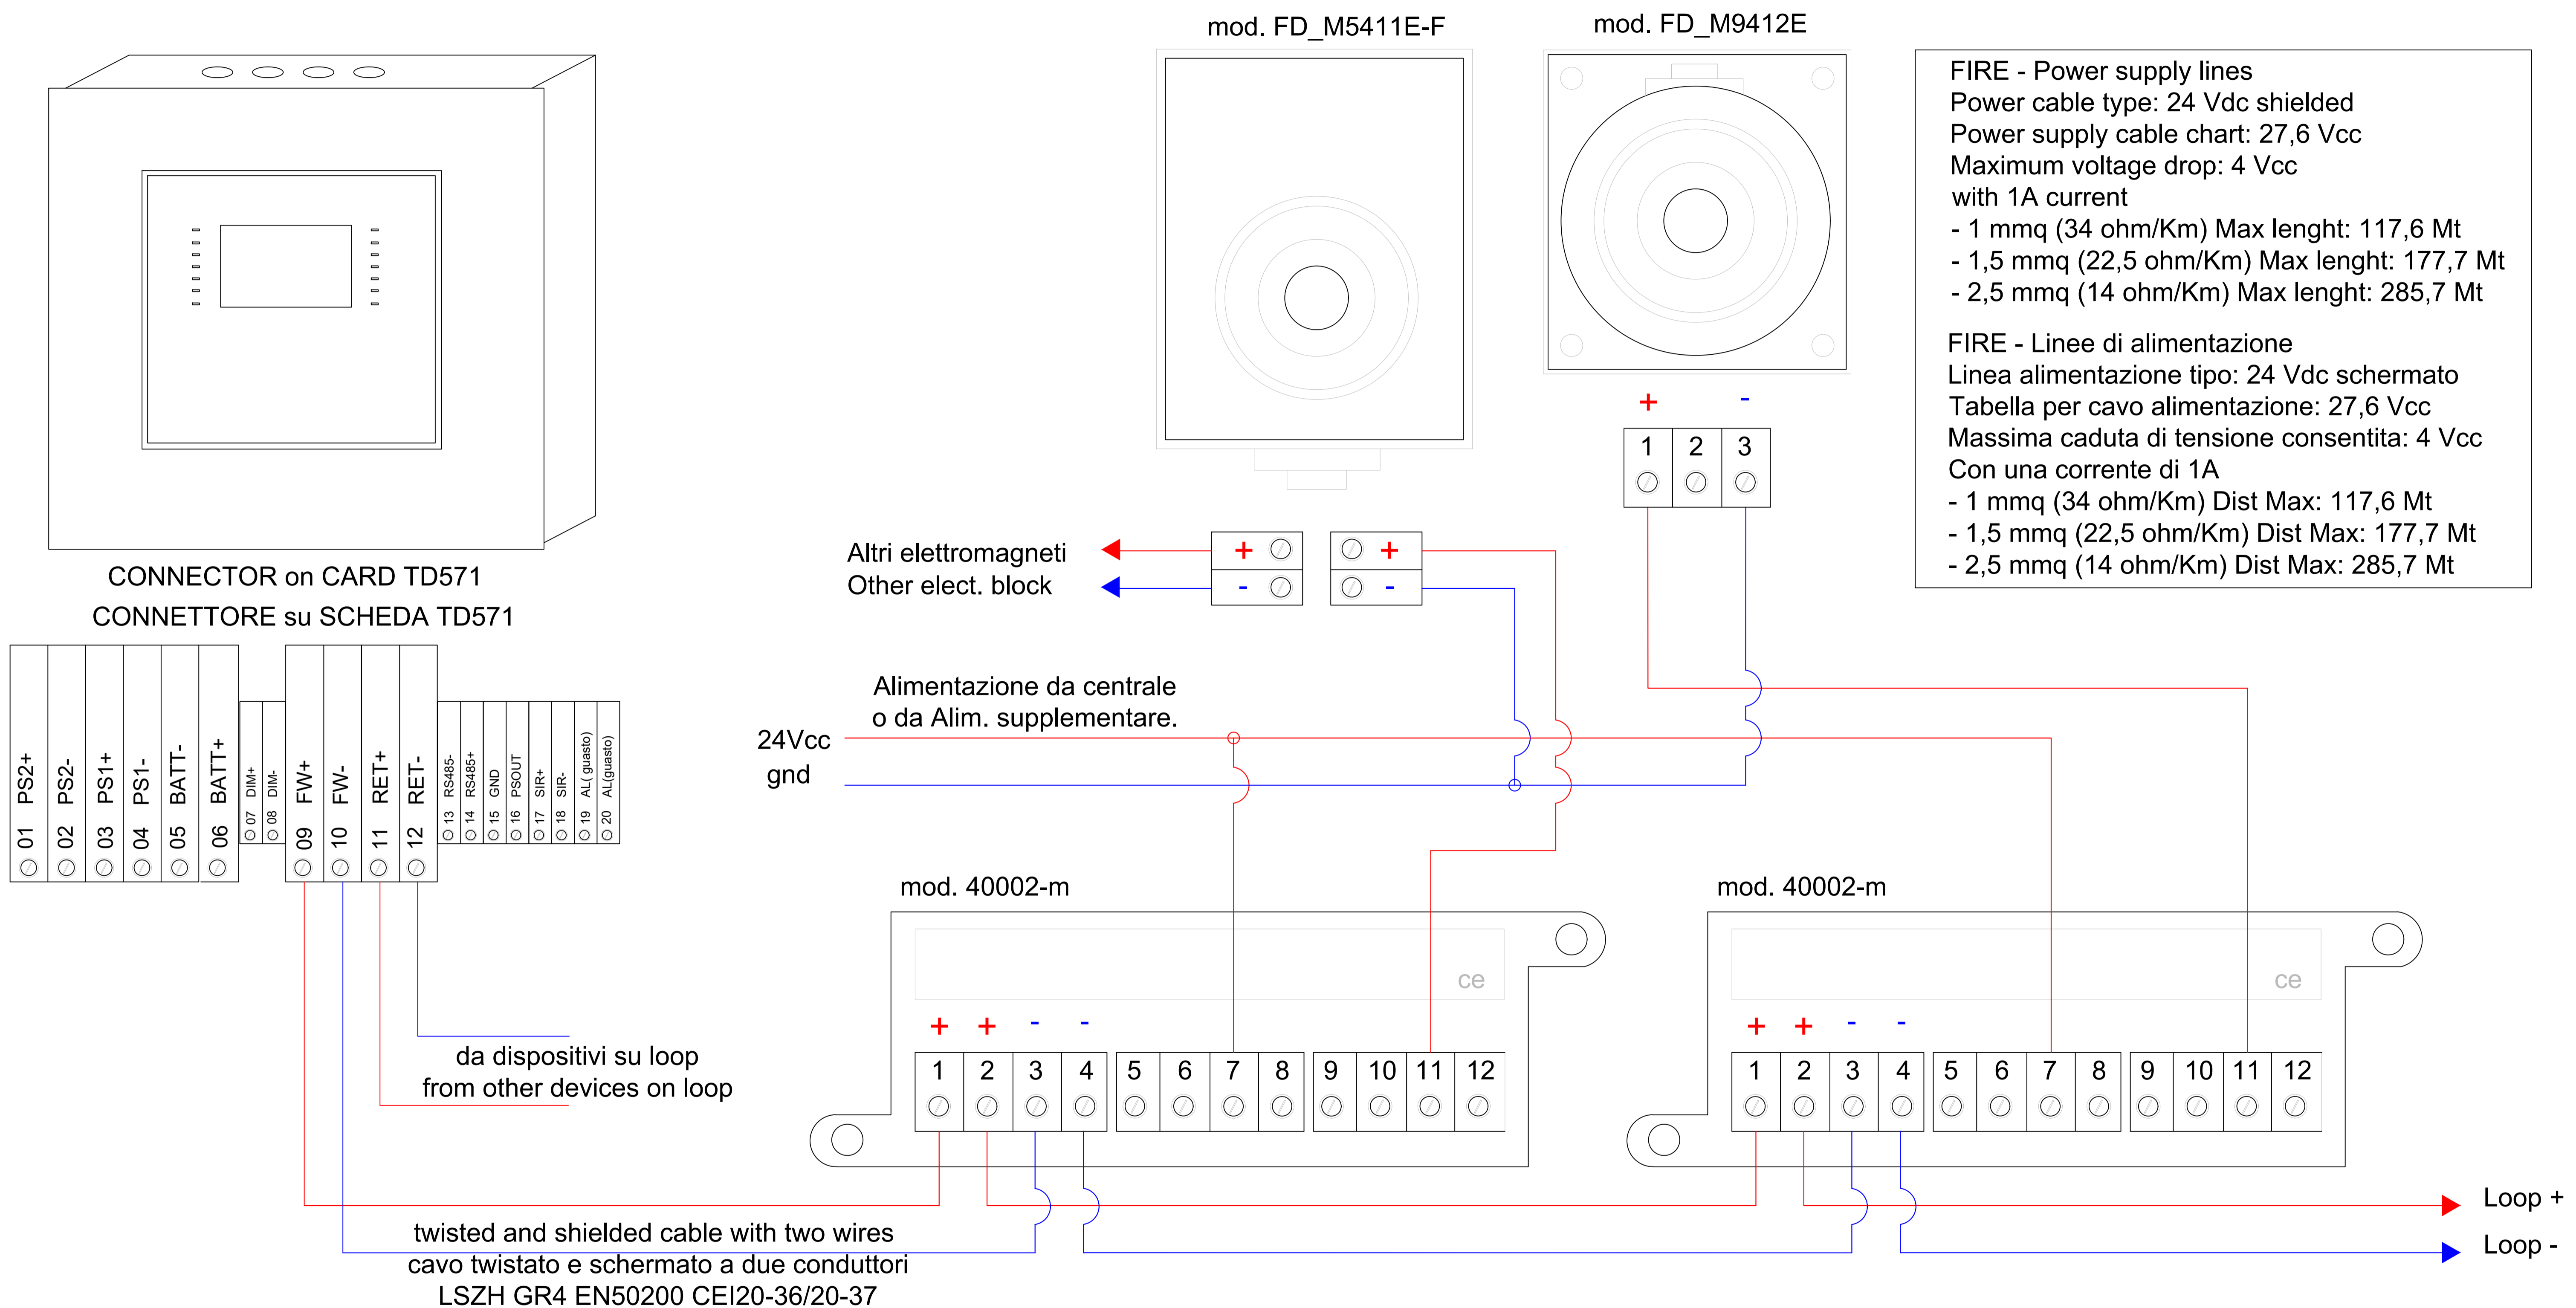 mod. FD_M5411E-F
mod. FD_M9412E
FIRE - Power supply lines
Power cable type: 24 Vdc shielded
Power supply cable chart: 27,6 Vcc
Maximum voltage drop: 4 Vcc
with 1A current
- 1 mmq (34 ohm/Km) Max lenght: 117,6 Mt
- 1,5 mmq (22,5 ohm/Km) Max lenght: 177,7 Mt
- 2,5 mmq (14 ohm/Km) Max lenght: 285,7 Mt
FIRE - Linee di alimentazione
Linea alimentazione tipo: 24 Vdc schermato
Tabella per cavo alimentazione: 27,6 Vcc
Massima caduta di tensione consentita: 4 Vcc
Con una corrente di 1A
- 1 mmq (34 ohm/Km) Dist Max: 117,6 Mt
- 1,5 mmq (22,5 ohm/Km) Dist Max: 177,7 Mt
- 2,5 mmq (14 ohm/Km) Dist Max: 285,7 Mt
+ -
1 2 3
CONNECTOR on CARD TD571
CONNETTORE su SCHEDA TD571
01 PS2+
02 PS2-
03 PS1+
04 PS1-
05 BATT-
06 BATT+
07 DIM+
08 DIM-
09 FW+
10 FW-
11 RET+
12 RET-
13 RS485-
14 RS485+
15 GND
16 PSOUT
17 SIR+
18 SIR-
19 AL( guasto)
20 AL(guasto)
Altri elettromagneti
Other elect. block
+ +
- -
Alimentazione da centrale
o da Alim. supplementare.
24Vcc
gnd
mod. 40002-m
ce
+ + - -
1 2 3 4 5 6 7 8 9 10 11 12
mod. 40002-m
ce
+ + - -
1 2 3 4 5 6 7 8 9 10 11 12
da dispositivi su loop
from other devices on loop
Loop +
Loop -
twisted and shielded cable with two wires
cavo twistato e schermato a due conduttori
LSZH GR4 EN50200 CEI20-36/20-37